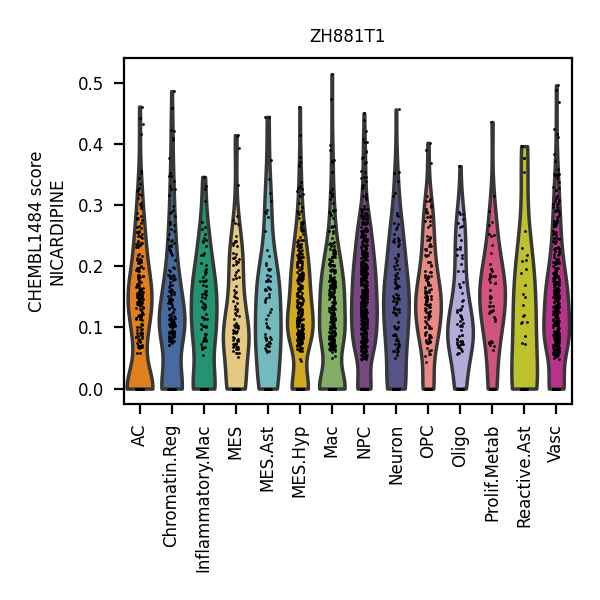 ZH881T1
CHEMBL1484 score
NICARDIPINE
0.5
0.4
0.3
0.2
0.1
0.0
AC
Chromatin.Reg
Inflammatory.Mac
MES
MES.Ast
MES.Hyp
Mac
NPC
Neuron
OPC
Oligo
Prolif.Metab
Reactive.Ast
Vasc